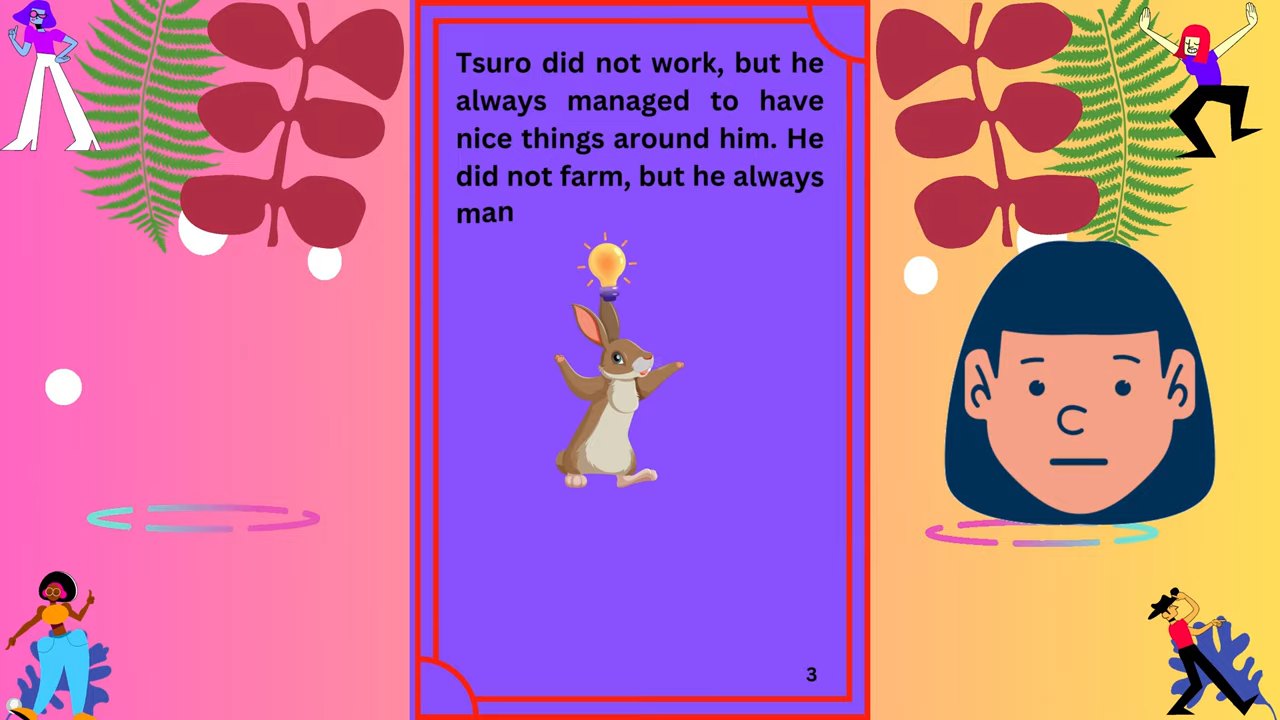 Tsuro did not work, but he
always managed to have
nice things around him. He
did not farm, but he always
man
3